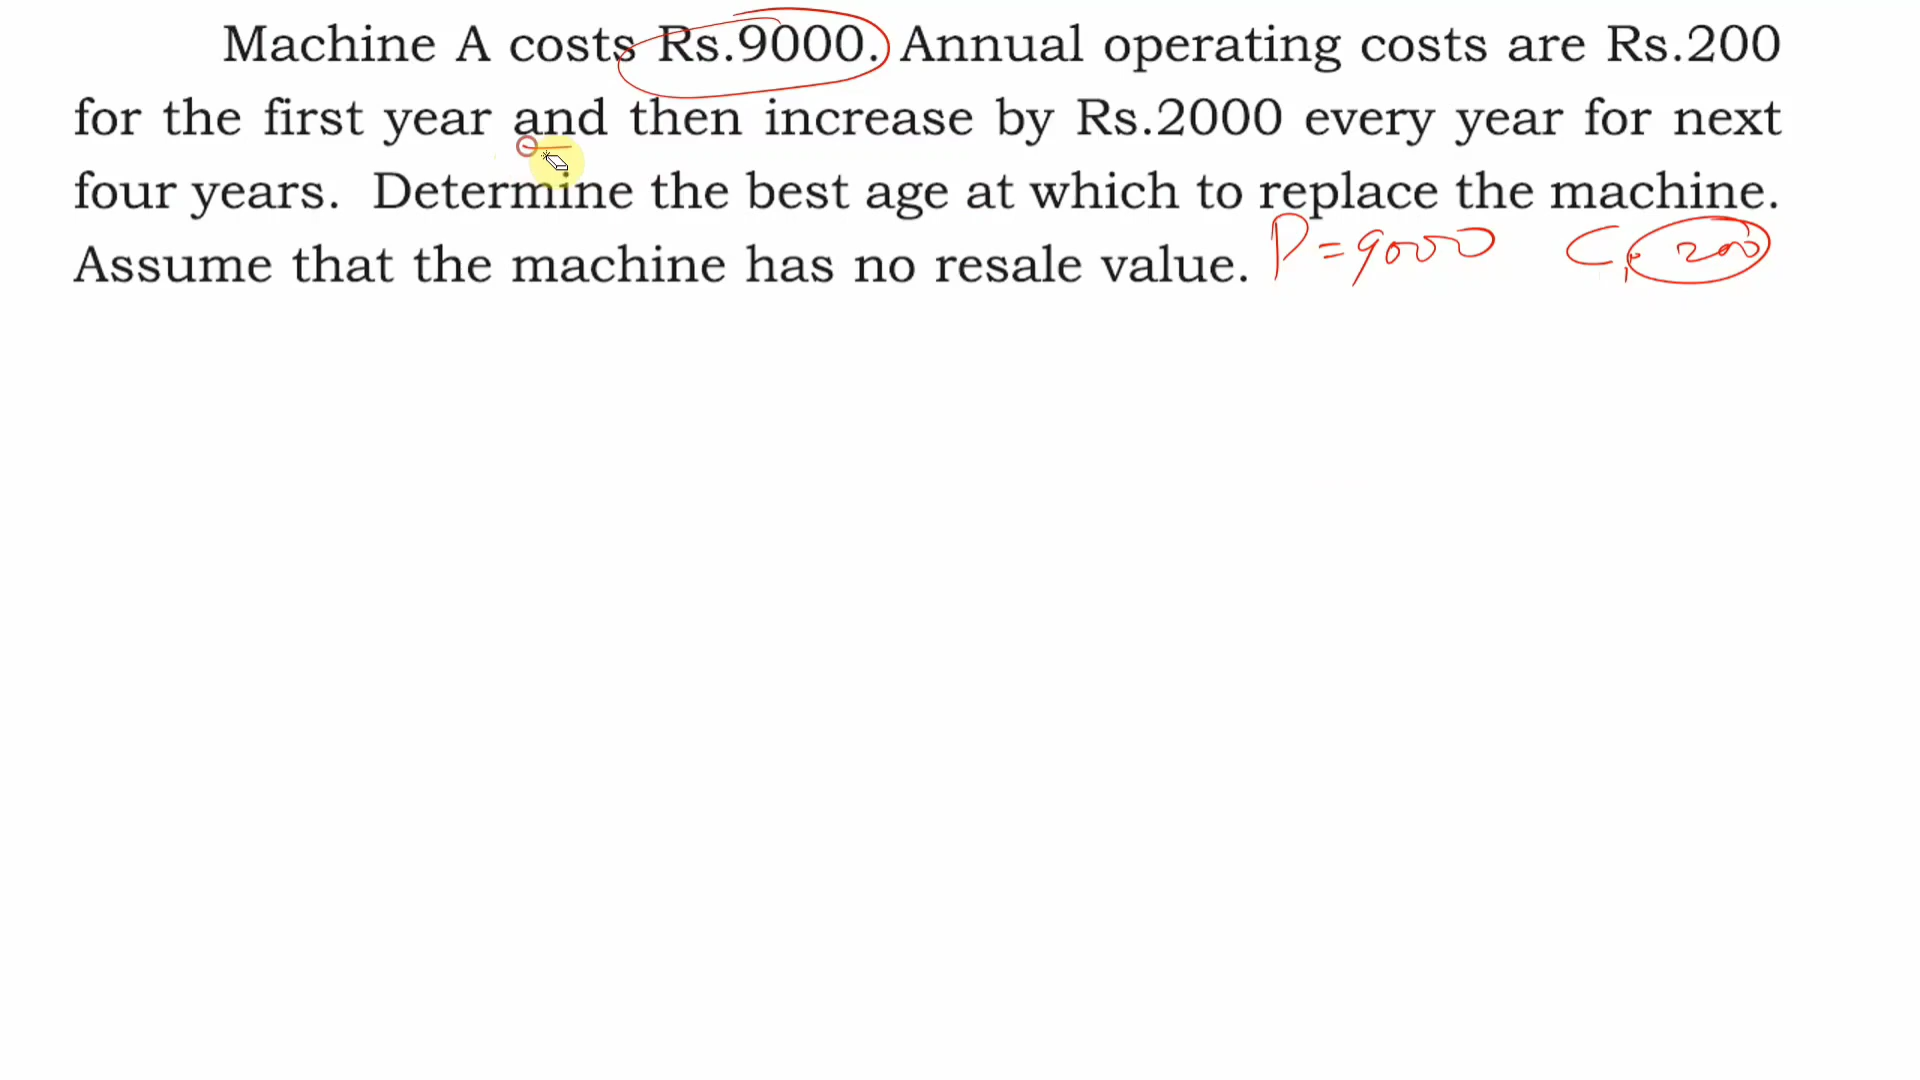 Machine A costs Rs.9000. Annual operating costs are Rs.200
for the first year and then increase by Rs.2000 every year for next
four years. Determine the best age at which to replace the machine.
Assume that the machine has no resale value. P=9000 C1 200